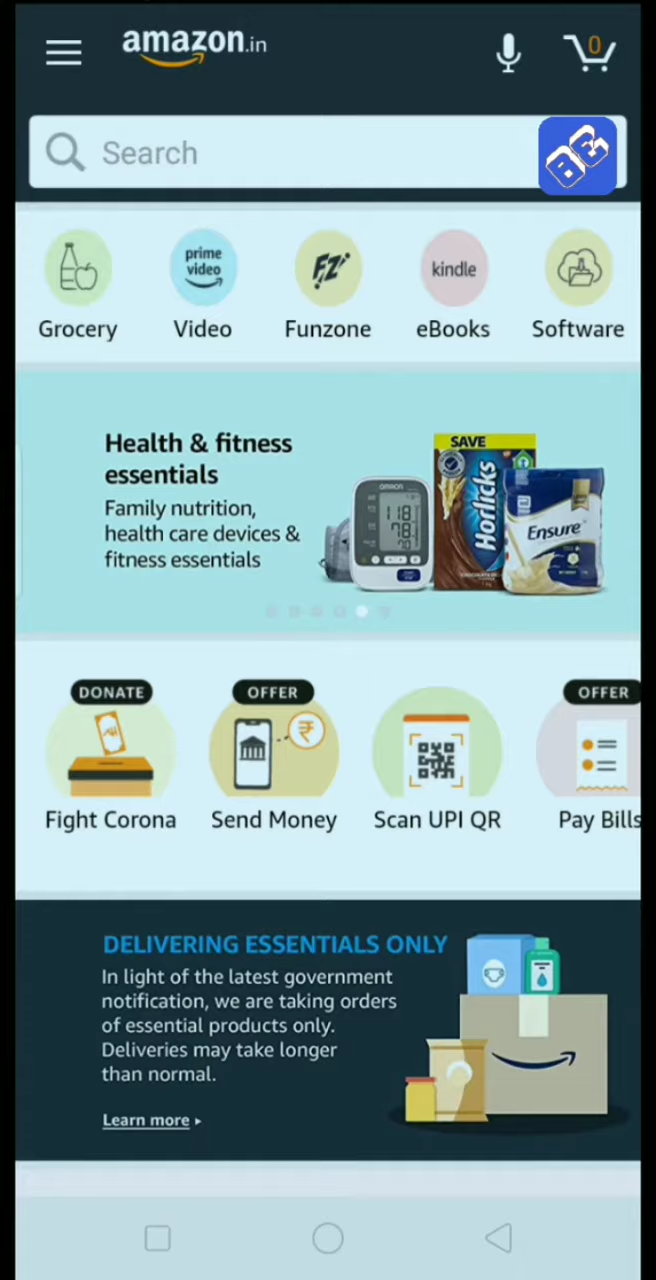 amazon.in
0
Search
BE
prime
video
FZ
kindle
Grocery
Video
Funzone
eBooks
Software
Health & fitness
essentials
Family nutrition,
health care devices &
fitness essentials
SAVE
OMRON
Horlicks
Ensure
DONATE
OFFER
OFFER
₹
Fight Corona
Send Money
Scan UPI QR
Pay Bills
DELIVERING ESSENTIALS ONLY
In light of the latest government
notification, we are taking orders
of essential products only.
Deliveries may take longer
than normal.
Learn more ▸